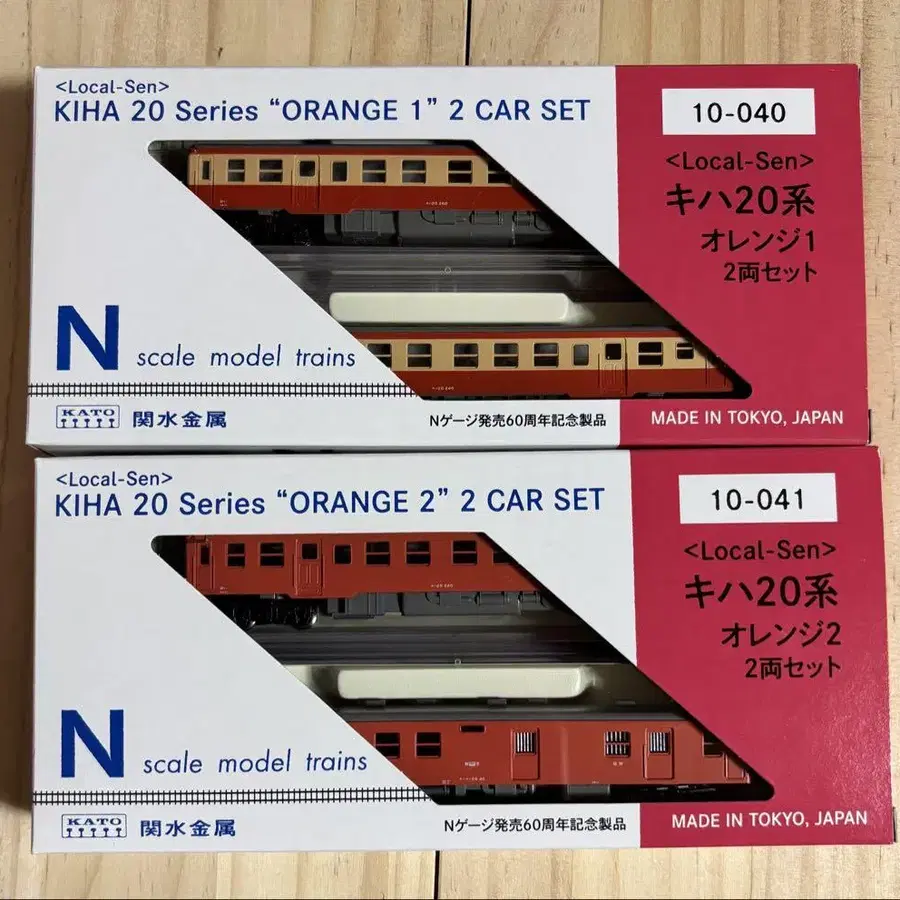 <Local-Sen>
KIHA 20 Series “ORANGE 1” 2 CAR SET
10-040
<Local-Sen>
キハ20系
オレンジ1
2両セット
N scale model trains
KATO 関水金属
Nゲージ発売60周年記念製品
MADE IN TOKYO, JAPAN
<Local-Sen>
KIHA 20 Series “ORANGE 2” 2 CAR SET
10-041
<Local-Sen>
キハ20系
オレンジ2
2両セット
N scale model trains
KATO 関水金属
Nゲージ発売60周年記念製品
MADE IN TOKYO, JAPAN